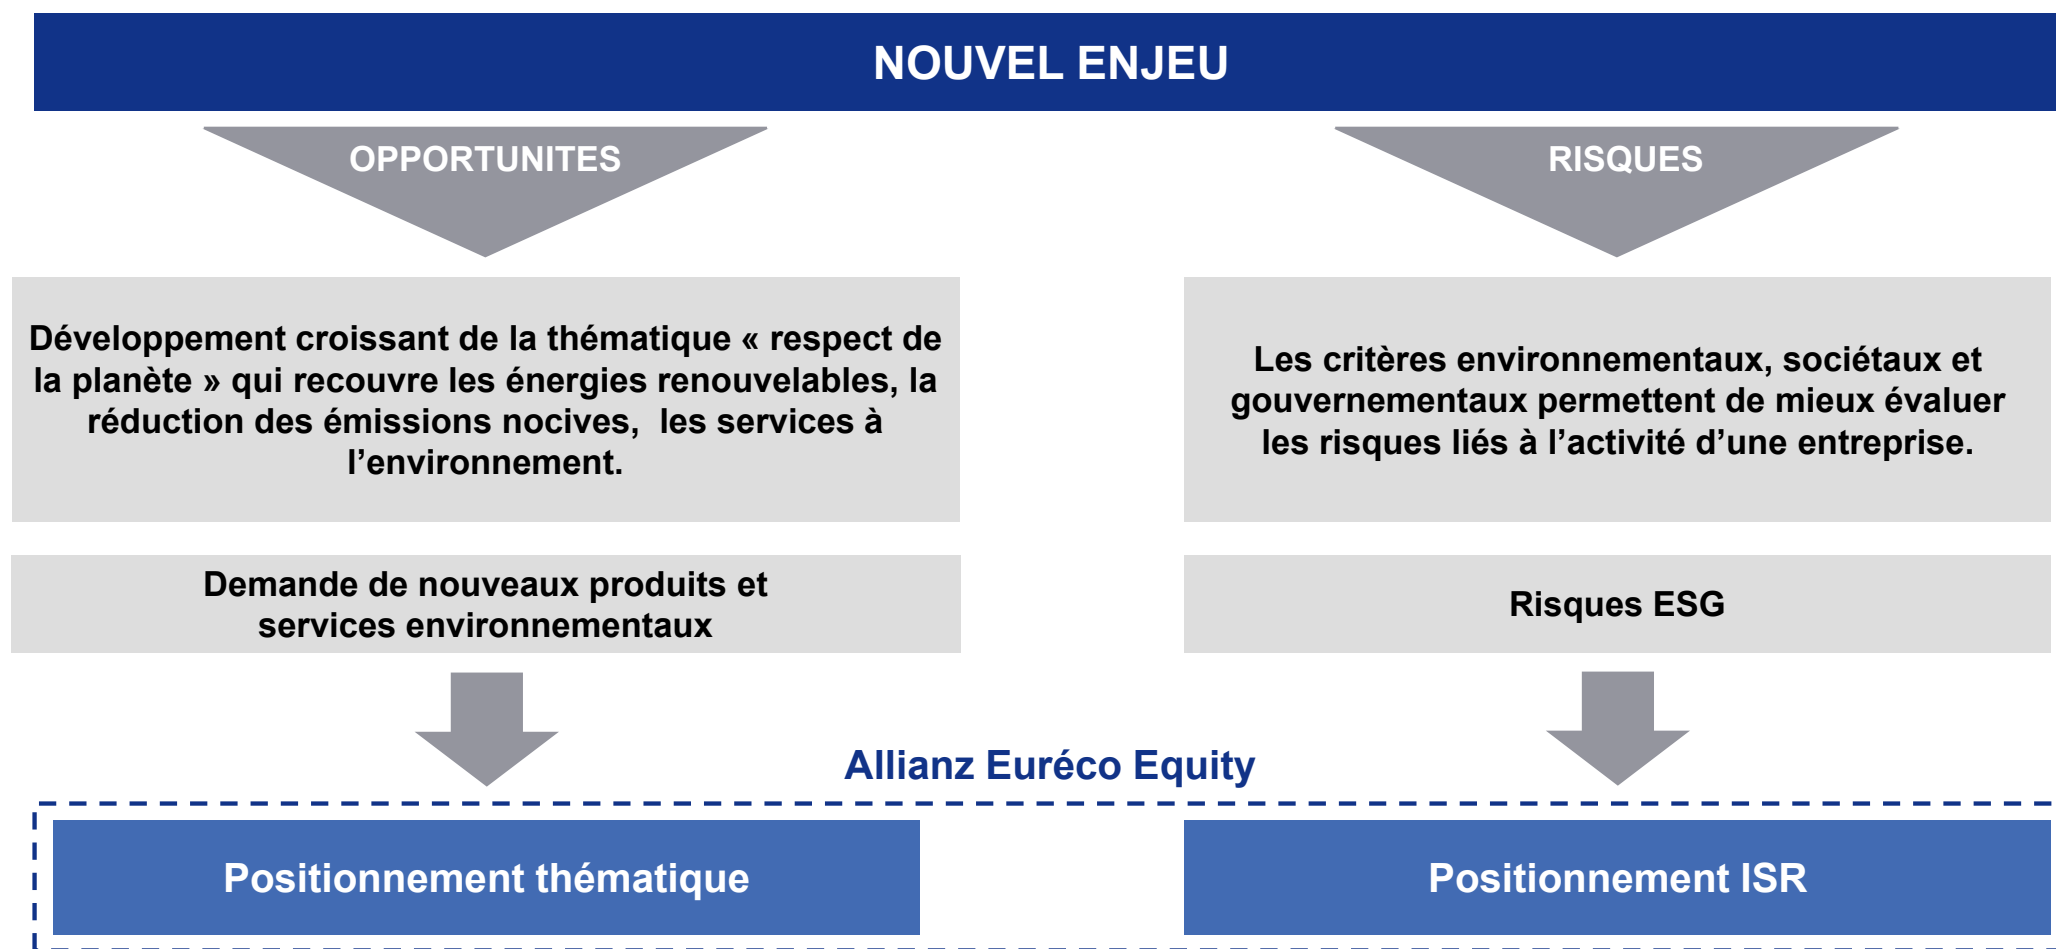 NOUVEL ENJEU
OPPORTUNITES
RISQUES
Développement croissant de la thématique « respect de
la planète » qui recouvre les énergies renouvelables, la
réduction des émissions nocives,  les services à
l’environnement.
Les critères environnementaux, sociétaux et
gouvernementaux permettent de mieux évaluer
les risques liés à l’activité d’une entreprise.
Demande de nouveaux produits et
services environnementaux
Risques ESG
Allianz Euréco Equity
Positionnement thématique
Positionnement ISR